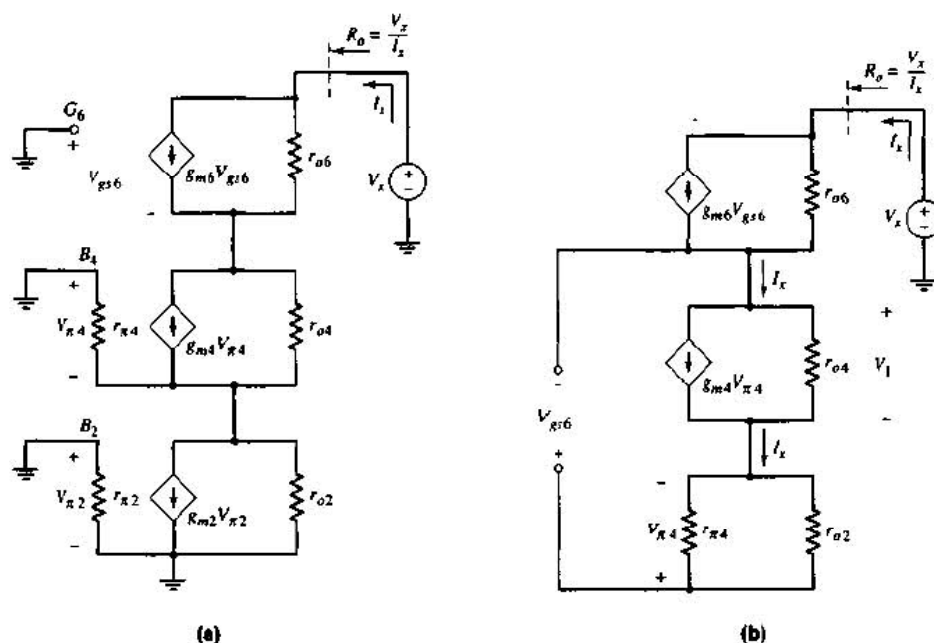 R_o = V_x / I_x
I_x
G_6
+
V_gs6
-
g_m6 V_gs6
r_o6
V_x
+
-
B_4
+
V_π4
-
r_π4
g_m4 V_π4
r_o4
B_2
+
V_π2
-
r_π2
g_m2 V_π2
r_o2
(a)
R_o = V_x / I_x
I_x
g_m6 V_gs6
r_o6
V_x
+
-
I_x
g_m4 V_π4
r_o4
+
V_1
-
-
V_gs6
+
I_x
-
V_π4
+
r_π4
r_o2
(b)